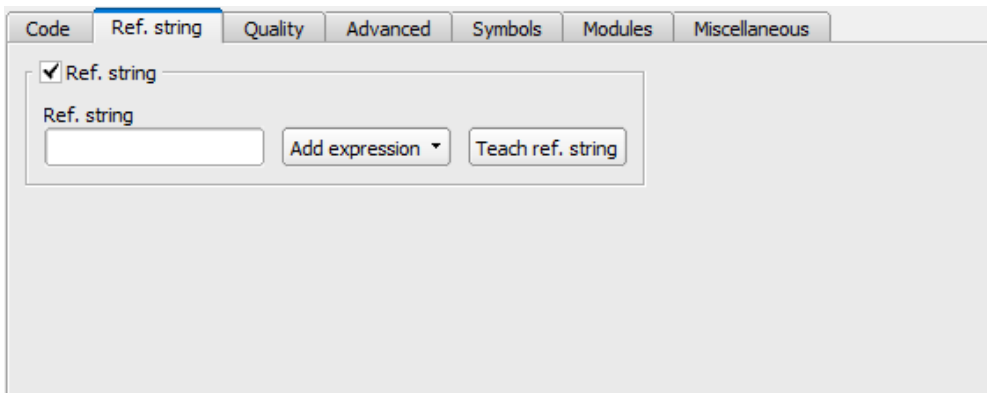 Code Ref. string Quality Advanced Symbols Modules Miscellaneous
Ref. string
Ref. string
Add expression Teach ref. string